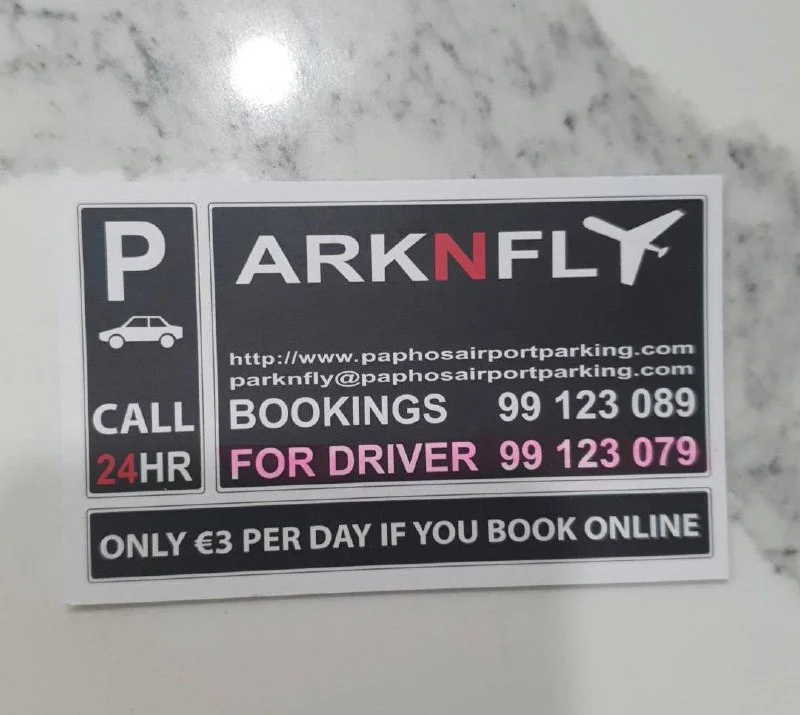 P ARKNFLY
CALL
24HR
http://www.paphosairportparking.com
parknfly@paphosairportparking.com
BOOKINGS 99 123 089
FOR DRIVER 99 123 079
ONLY €3 PER DAY IF YOU BOOK ONLINE